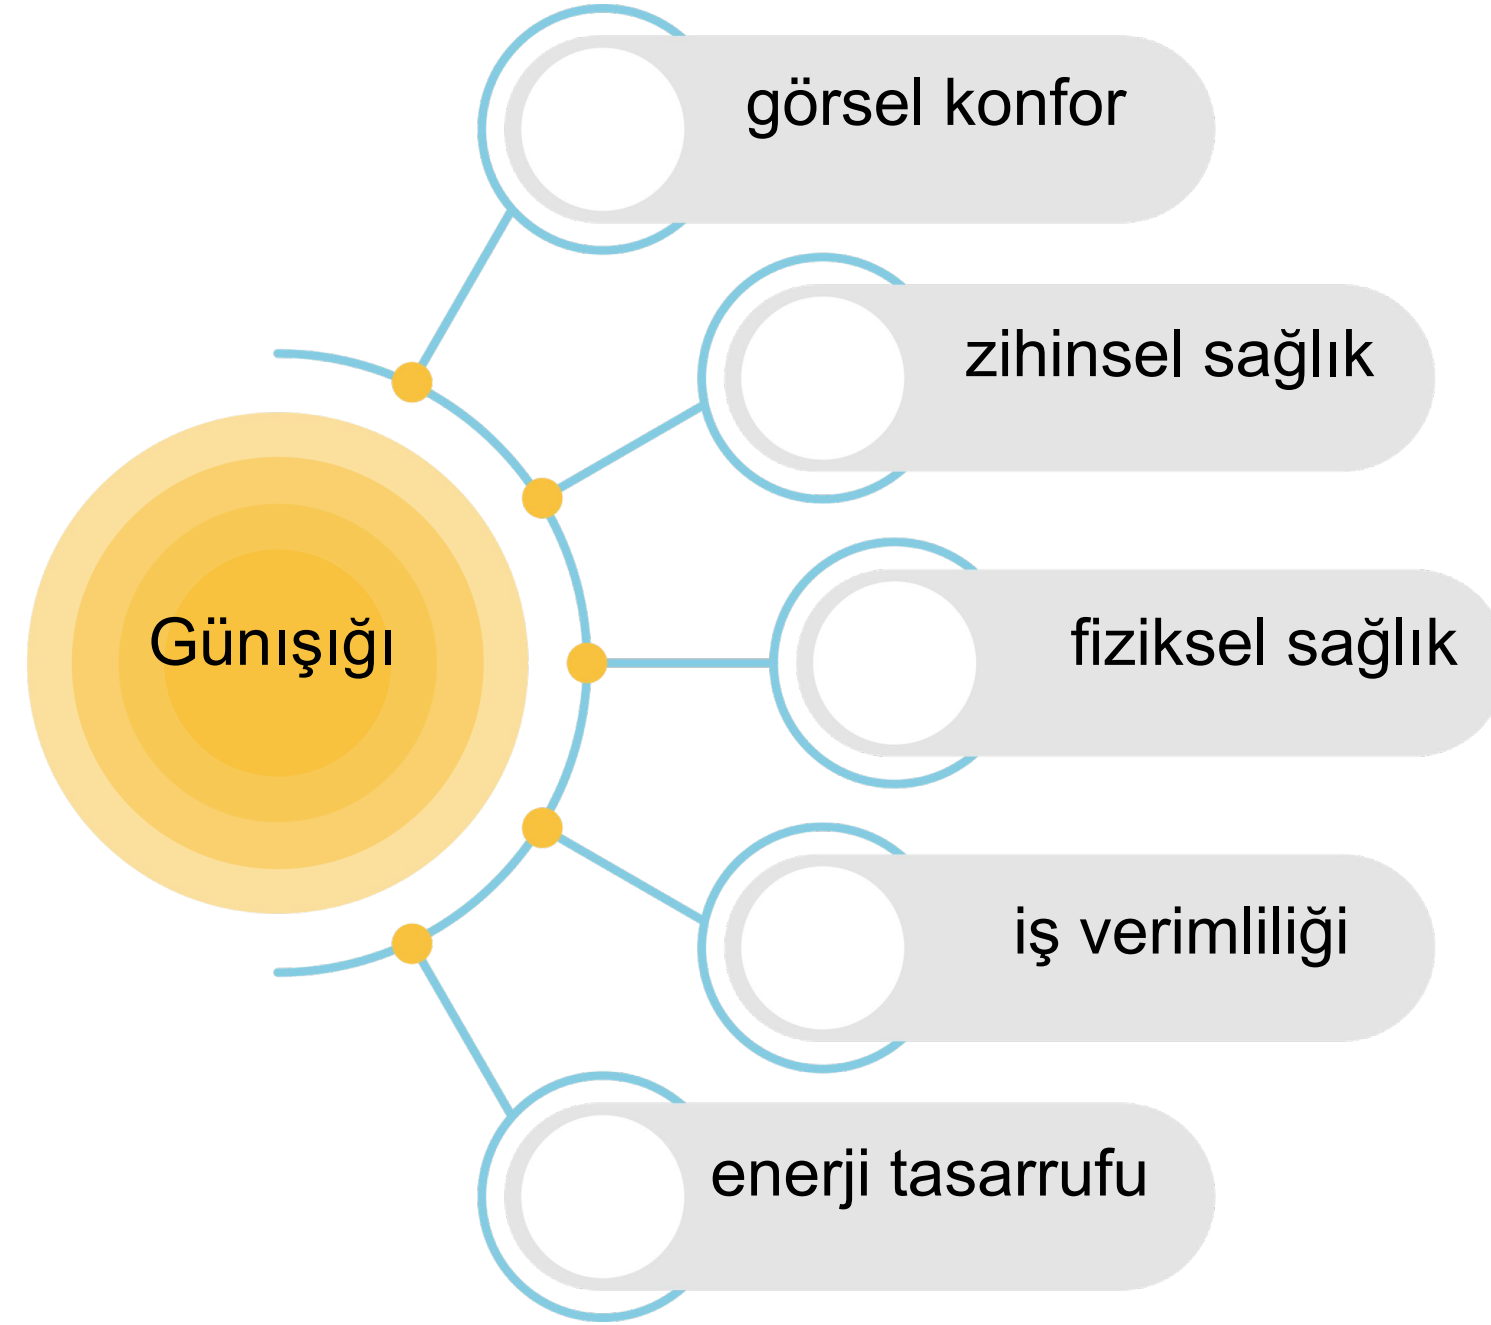 görsel konfor
zihinsel sağlık
Günışığı
fiziksel sağlık
iş verimliliği
enerji tasarrufu